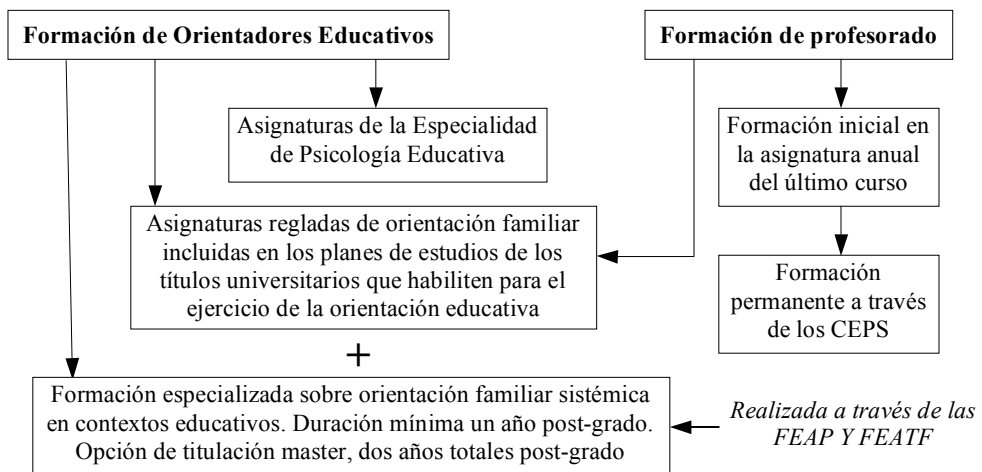 Formación de Orientadores Educativos
Formación de profesorado
Asignaturas de la Especialidad
de Psicología Educativa
Formación inicial en
la asignatura anual
del último curso
Asignaturas regladas de orientación familiar
incluidas en los planes de estudios de los
títulos universitarios que habiliten para el
ejercicio de la orientación educativa
Formación
permanente a través
de los CEPS
+
Formación especializada sobre orientación familiar sistémica
en contextos educativos. Duración mínima un año post-grado.
Opción de titulación master, dos años totales post-grado
Realizada a través de las
FEAP Y FEATF